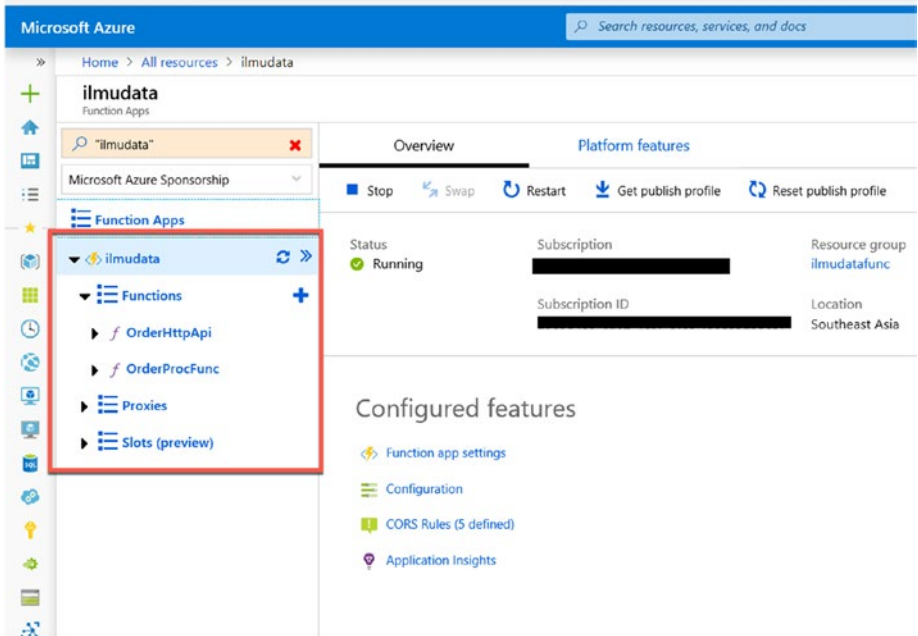 Microsoft Azure
Search resources, services, and docs
Home > All resources > ilmudata
ilmudata
Function Apps
"ilmudata"
Microsoft Azure Sponsorship
Function Apps
ilmudata
Functions
OrderHttpApi
OrderProcFunc
Proxies
Slots (preview)
Overview
Platform features
Stop
Swap
Restart
Get publish profile
Reset publish profile
Status
Running
Subscription
Resource group
ilmudatafunc
Subscription ID
Location
Southeast Asia
Configured features
Function app settings
Configuration
CORS Rules (5 defined)
Application Insights